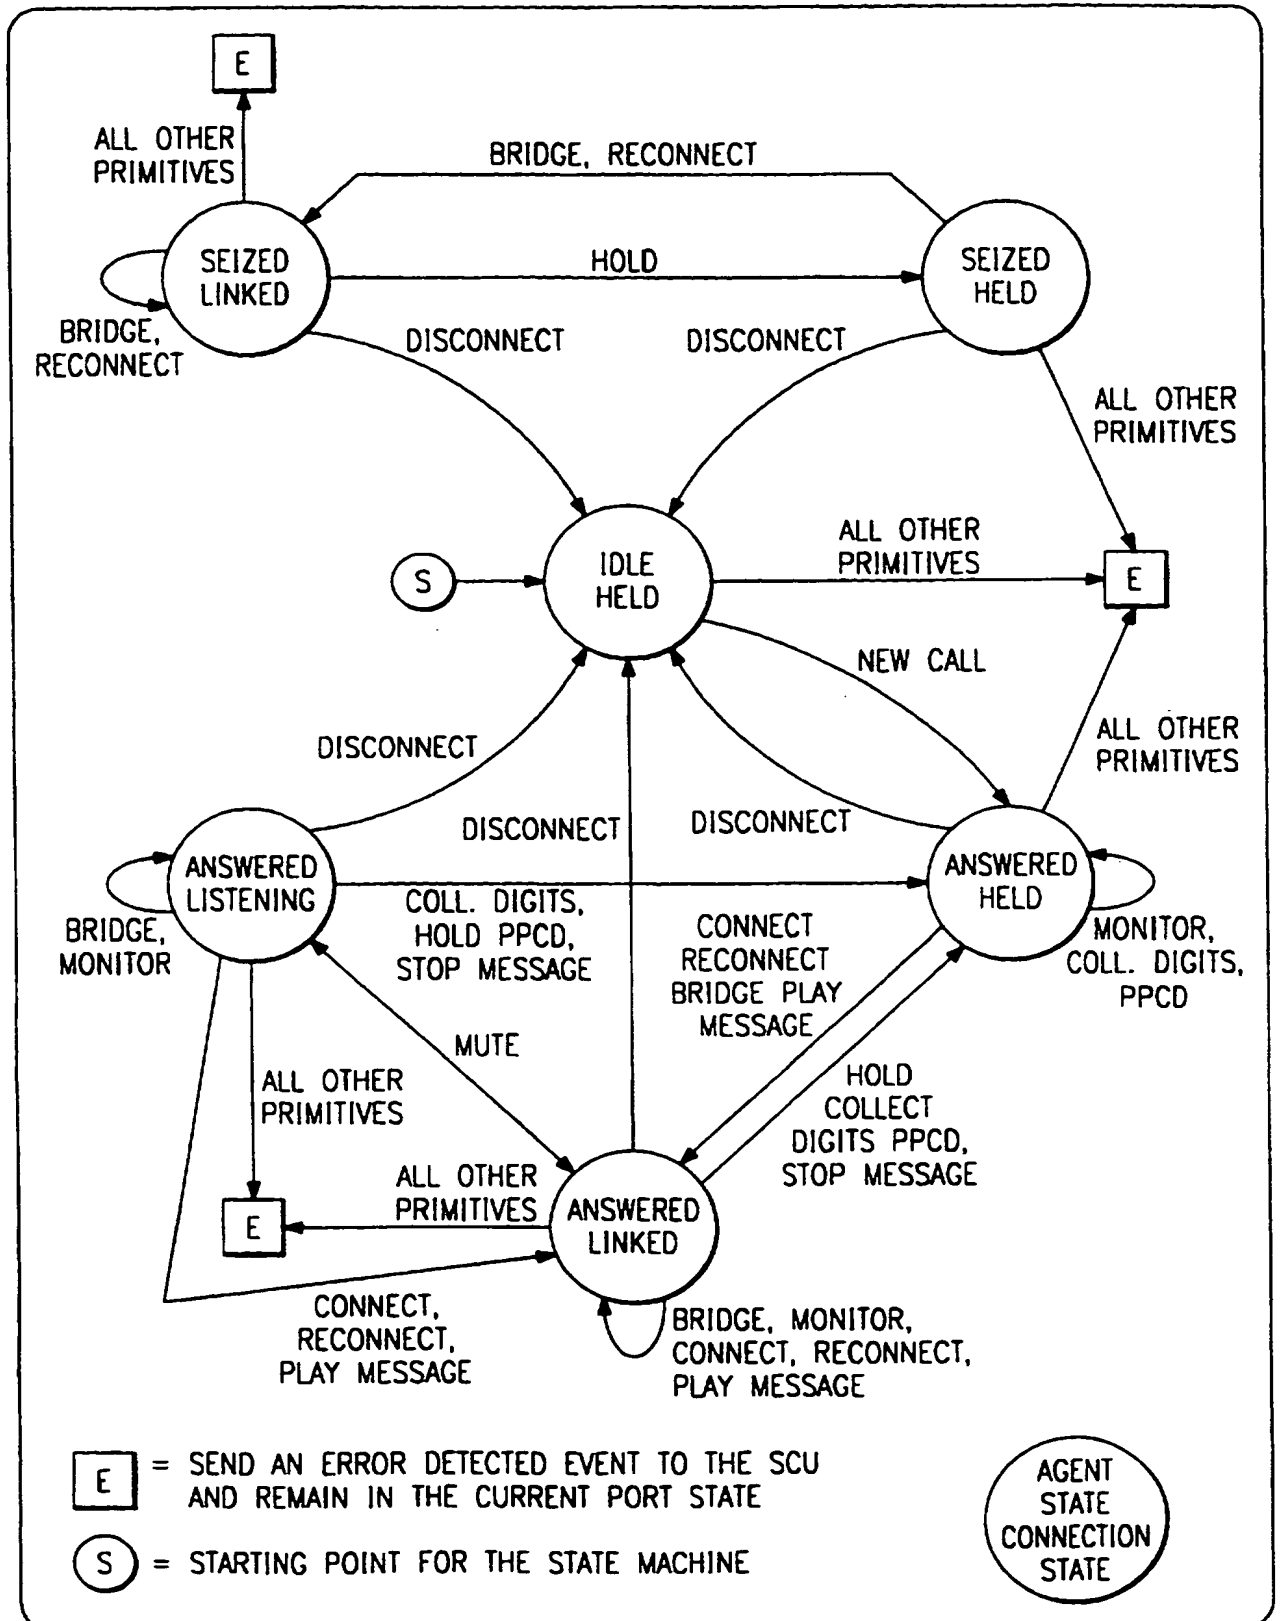 E
ALL OTHER
PRIMITIVES
BRIDGE, RECONNECT
SEIZED
LINKED
HOLD
SEIZED
HELD
BRIDGE,
RECONNECT
DISCONNECT
DISCONNECT
ALL OTHER
PRIMITIVES
S
IDLE
HELD
ALL OTHER
PRIMITIVES
E
NEW CALL
DISCONNECT
ALL OTHER
PRIMITIVES
DISCONNECT
DISCONNECT
ANSWERED
LISTENING
ANSWERED
HELD
BRIDGE,
MONITOR
COLL. DIGITS,
HOLD PPCD,
STOP MESSAGE
CONNECT
RECONNECT
BRIDGE PLAY
MESSAGE
MONITOR,
COLL. DIGITS,
PPCD
MUTE
ALL OTHER
PRIMITIVES
HOLD
COLLECT
DIGITS PPCD,
STOP MESSAGE
E
ALL OTHER
PRIMITIVES
ANSWERED
LINKED
CONNECT,
RECONNECT,
PLAY MESSAGE
BRIDGE, MONITOR,
CONNECT, RECONNECT,
PLAY MESSAGE
E = SEND AN ERROR DETECTED EVENT TO THE SCU
AND REMAIN IN THE CURRENT PORT STATE
S = STARTING POINT FOR THE STATE MACHINE
AGENT
STATE
CONNECTION
STATE